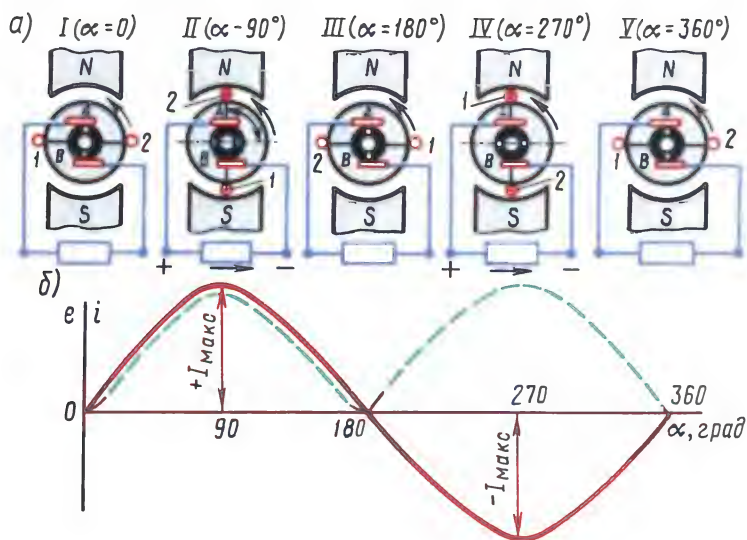 а) I (α=0) II (α-90°) III (α=180°) IV (α=270°) V (α=360°)
N N N N N
2 1
А А А А А
1 В 2 В 2 В 1 В 1 В 2
1 2
S S S S S
+ → - + → -
б)
e i
+Iмакс
0 90 180 270 360
α, град
-Iмакс